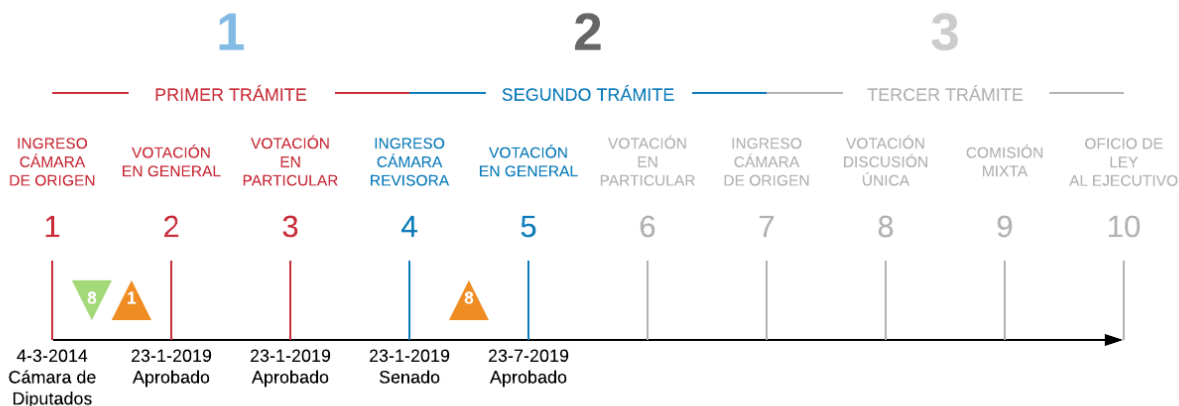 1
2
3
PRIMER TRÁMITE
SEGUNDO TRÁMITE
TERCER TRÁMITE
INGRESO
CÁMARA
DE ORIGEN
VOTACIÓN
EN GENERAL
VOTACIÓN
EN
PARTICULAR
INGRESO
CÁMARA
REVISORA
VOTACIÓN
EN GENERAL
VOTACIÓN
EN
PARTICULAR
INGRESO
CÁMARA
DE ORIGEN
VOTACIÓN
DISCUSIÓN
ÚNICA
COMISIÓN
MIXTA
OFICIO DE
LEY
AL EJECUTIVO
1
2
3
4
5
6
7
8
9
10
8
1
8
4-3-2014
Cámara de
Diputados
23-1-2019
Aprobado
23-1-2019
Aprobado
23-1-2019
Senado
23-7-2019
Aprobado